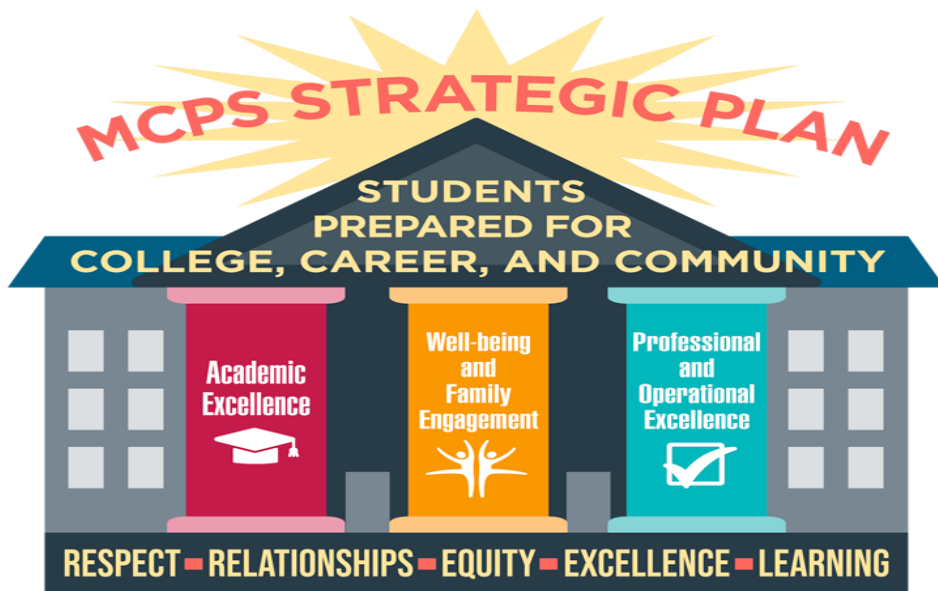 MCPS STRATEGIC PLAN
STUDENTS
PREPARED FOR
COLLEGE, CAREER, AND COMMUNITY
Academic
Excellence
Well-being
and
Family
Engagement
Professional
and
Operational
Excellence
RESPECT-RELATIONSHIPS-EQUITY-EXCELLENCE-LEARNING